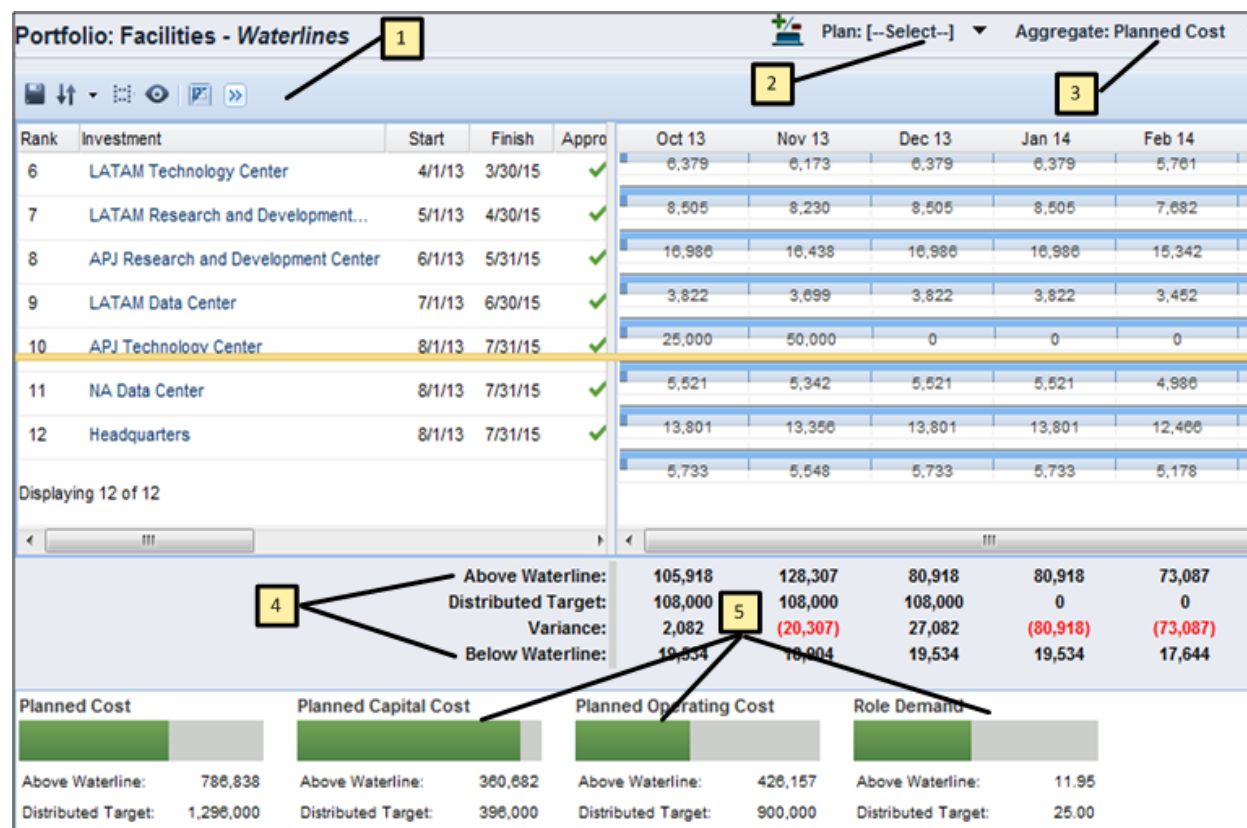 Portfolio: Facilities - Waterlines 1 Plan: [--Select--] Aggregate: Planned Cost
2 3
Rank Investment Start Finish Appro Oct 13 Nov 13 Dec 13 Jan 14 Feb 14
6 LATAM Technology Center 4/1/13 3/30/15 6,379 6,173 6,379 6,379 5,761
7 LATAM Research and Development... 5/1/13 4/30/15 8,505 8,230 8,505 8,505 7,682
8 APJ Research and Development Center 6/1/13 5/31/15 16,986 16,438 16,986 16,986 15,342
9 LATAM Data Center 7/1/13 6/30/15 3,822 3,699 3,822 3,822 3,452
10 APJ Technology Center 8/1/13 7/31/15 25,000 50,000 0 0 0
11 NA Data Center 8/1/13 7/31/15 5,521 5,342 5,521 5,521 4,986
12 Headquarters 8/1/13 7/31/15 13,801 13,356 13,801 13,801 12,466
5,733 5,548 5,733 5,733 5,178
Displaying 12 of 12
Above Waterline: 105,918 128,307 80,918 80,918 73,087
4 Distributed Target: 108,000 108,000 108,000 0 0
5
Variance: 2,082 (20,307) 27,082 (80,918) (73,087)
Below Waterline: 19,534 18,904 19,534 19,534 17,644
Planned Cost Planned Capital Cost Planned Operating Cost Role Demand
Above Waterline: 786,838 Above Waterline: 360,682 Above Waterline: 426,157 Above Waterline: 11.95
Distributed Target: 1,296,000 Distributed Target: 396,000 Distributed Target: 900,000 Distributed Target: 25.00